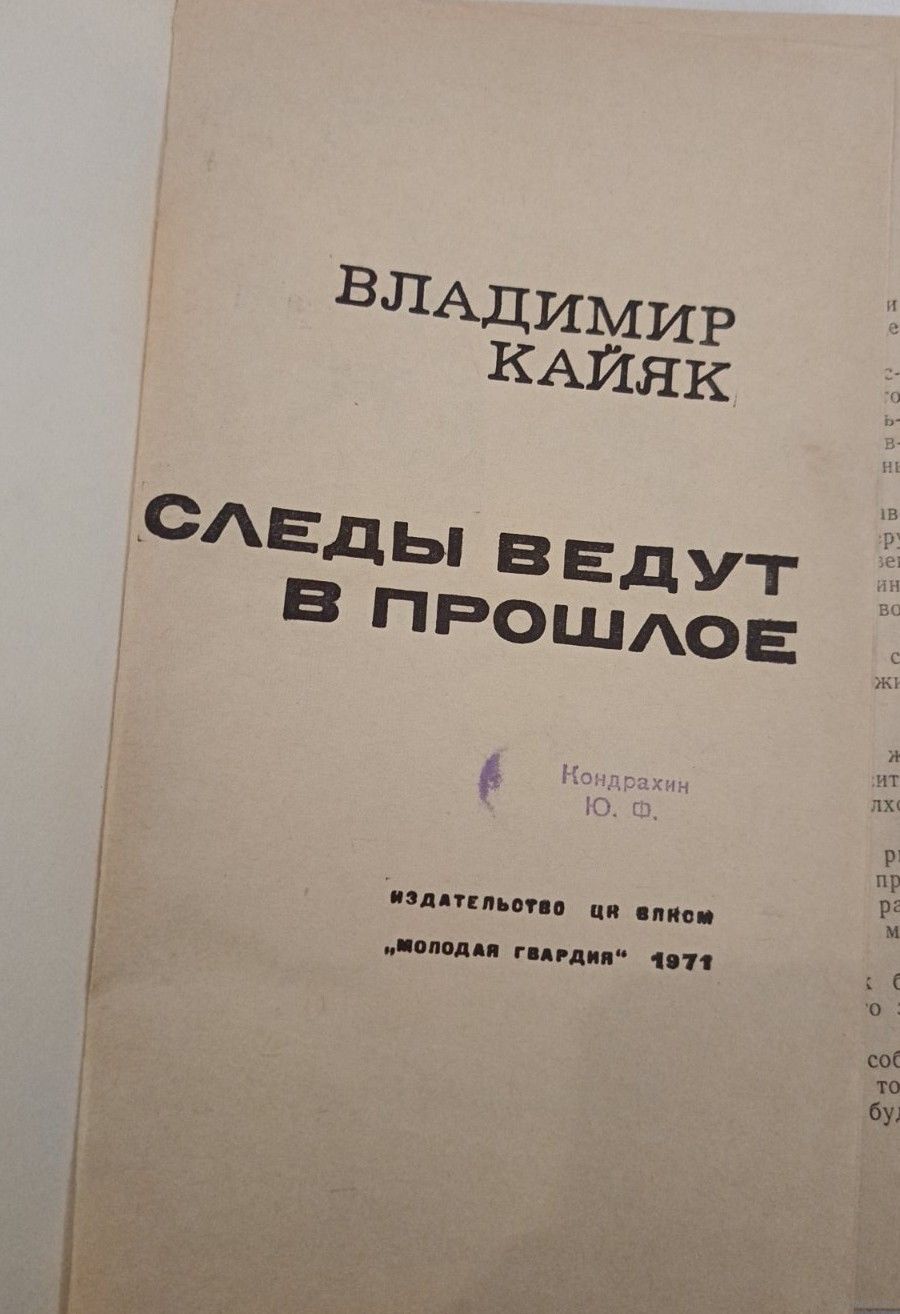 ВЛАДИМИР
КАЙЯК
СЛЕДЫ ВЕДУТ
В ПРОШЛОЕ
Кондрахин
Ю. Ф.
ИЗДАТЕЛЬСТВО ЦК ВЛКСМ
„МОЛОДАЯ ГВАРДИЯ“ 1971